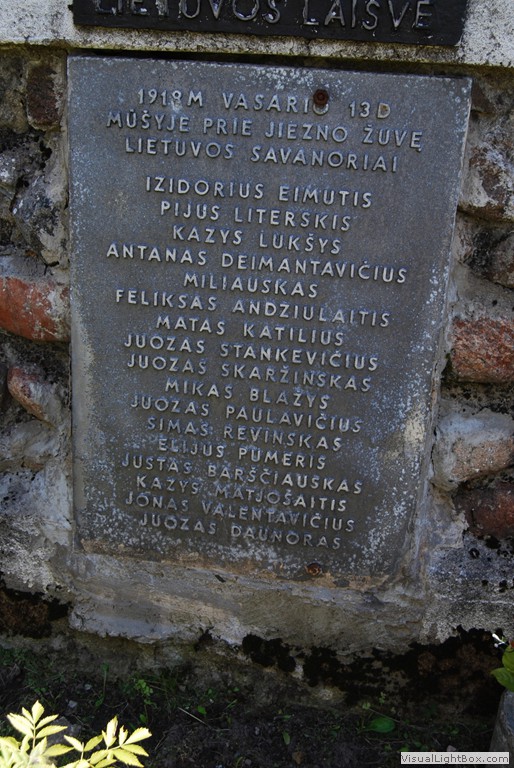 LIETUVOS LAISVĖ
1918M VASARIO 13D
MŪŠYJE PRIE JIEZNO ŽUVĘ
LIETUVOS SAVANORIAI
IZIDORIUS EIMUTIS
PIJUS LITERSKIS
KAZYS LUKŠYS
ANTANAS DEIMANTAVIČIUS
MILIAUSKAS
FELIKSAS ANDŽIULAITIS
MATAS KATILIUS
JUOZAS STANKEVIČIUS
JUOZAS SKARŽINSKAS
MIKAS BLAŽYS
JUOZAS PAULAVIČIUS
SIMAS REVINSKAS
ELIJUS PUMERIS
JUSTAS BARŠČIAUSKAS
KAZYS MATJOŠAITIS
JONAS VALENTAVIČIUS
JUOZAS DAUNORAS
VisualLightBox.com